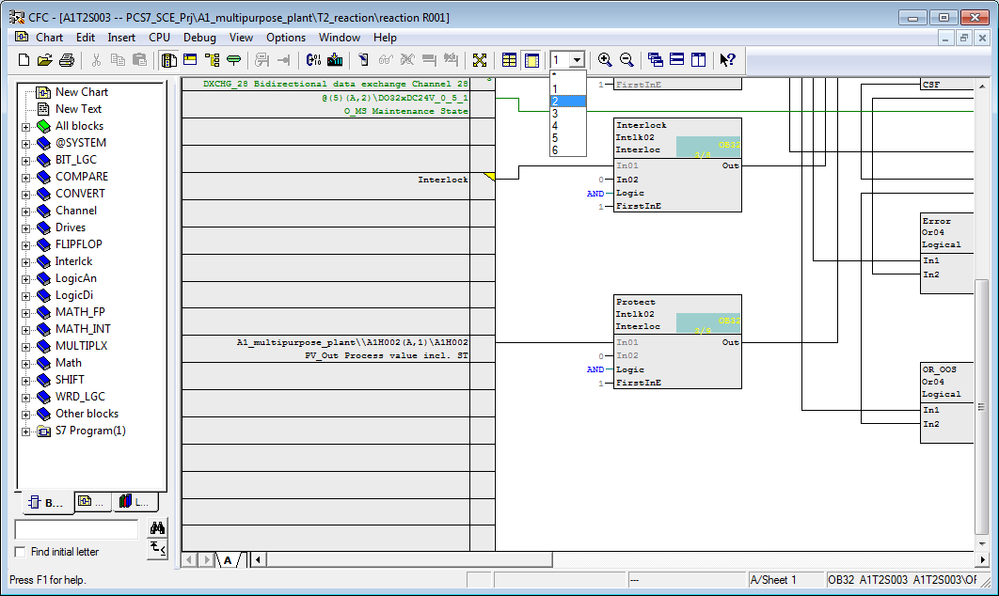 CFC - [A1T2S003 -- PCS7_SCE_Prj\A1_multipurpose_plant\T2_reaction\reaction R001]
Chart Edit Insert CPU Debug View Options Window Help
1
*
1
2
3
4
5
6
New Chart
New Text
All blocks
@SYSTEM
BIT_LGC
COMPARE
CONVERT
Channel
Drives
FLIPFLOP
Interlck
LogicAn
LogicDi
MATH_FP
MATH_INT
MULTIPLX
Math
SHIFT
WRD_LGC
Other blocks
S7 Program(1)
B... ... L...
Find initial letter
DXCHG_28 Bidirectional data exchange Channel 28
@(5)(A,2)\DO32xDC24V_0_5_1
O_MS Maintenance State
Interlock
A1_multipurpose_plant\\A1H002(A,1)\A1H002
PV_Out Process value incl. ST
1 FirstInE
Interlock
Intlk02
Interloc
OB32
In01 Out
0 In02
AND Logic
1 FirstInE
Protect
Intlk02
Interloc
OB32
In01 Out
0 In02
AND Logic
1 FirstInE
CSF
Error
Or04
Logical
In1
In2
OR_OOS
Or04
Logical
In1
In2
A
Press F1 for help.
--- A/Sheet 1 OB32 A1T2S003 A1T2S003\OF